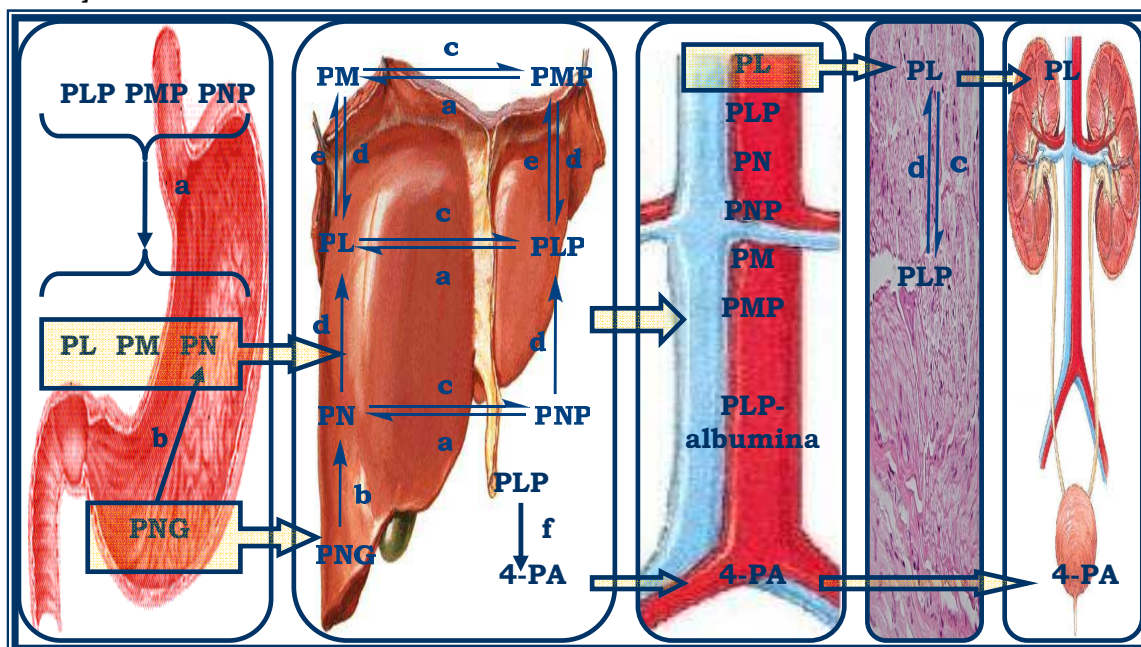 PLP PMP PNP
a
PL PM PN
b
PNG
c
PM PMP
a
e d e d
c
PL PLP
a
d d
c
PN PNP
a
b
PLP
f
PNG
4-PA
PL
PLP
PN
PNP
PM
PMP
PLP-
albumina
4-PA
PL
d c
PLP
PL
4-PA